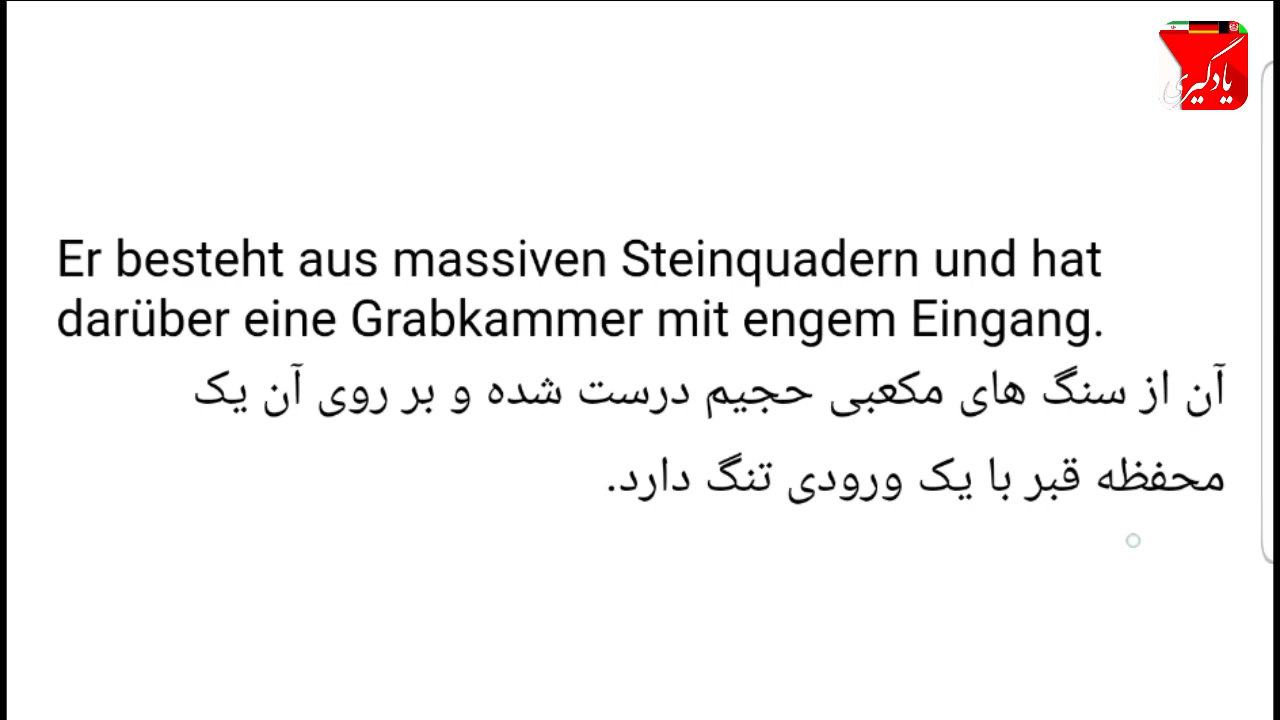 یادگیری
Er besteht aus massiven Steinquadern und hat
darüber eine Grabkammer mit engem Eingang.
آن از سنگ های مکعبی حجیم درست شده و بر روی آن یک
محفظه قبر با یک ورودی تنگ دارد.